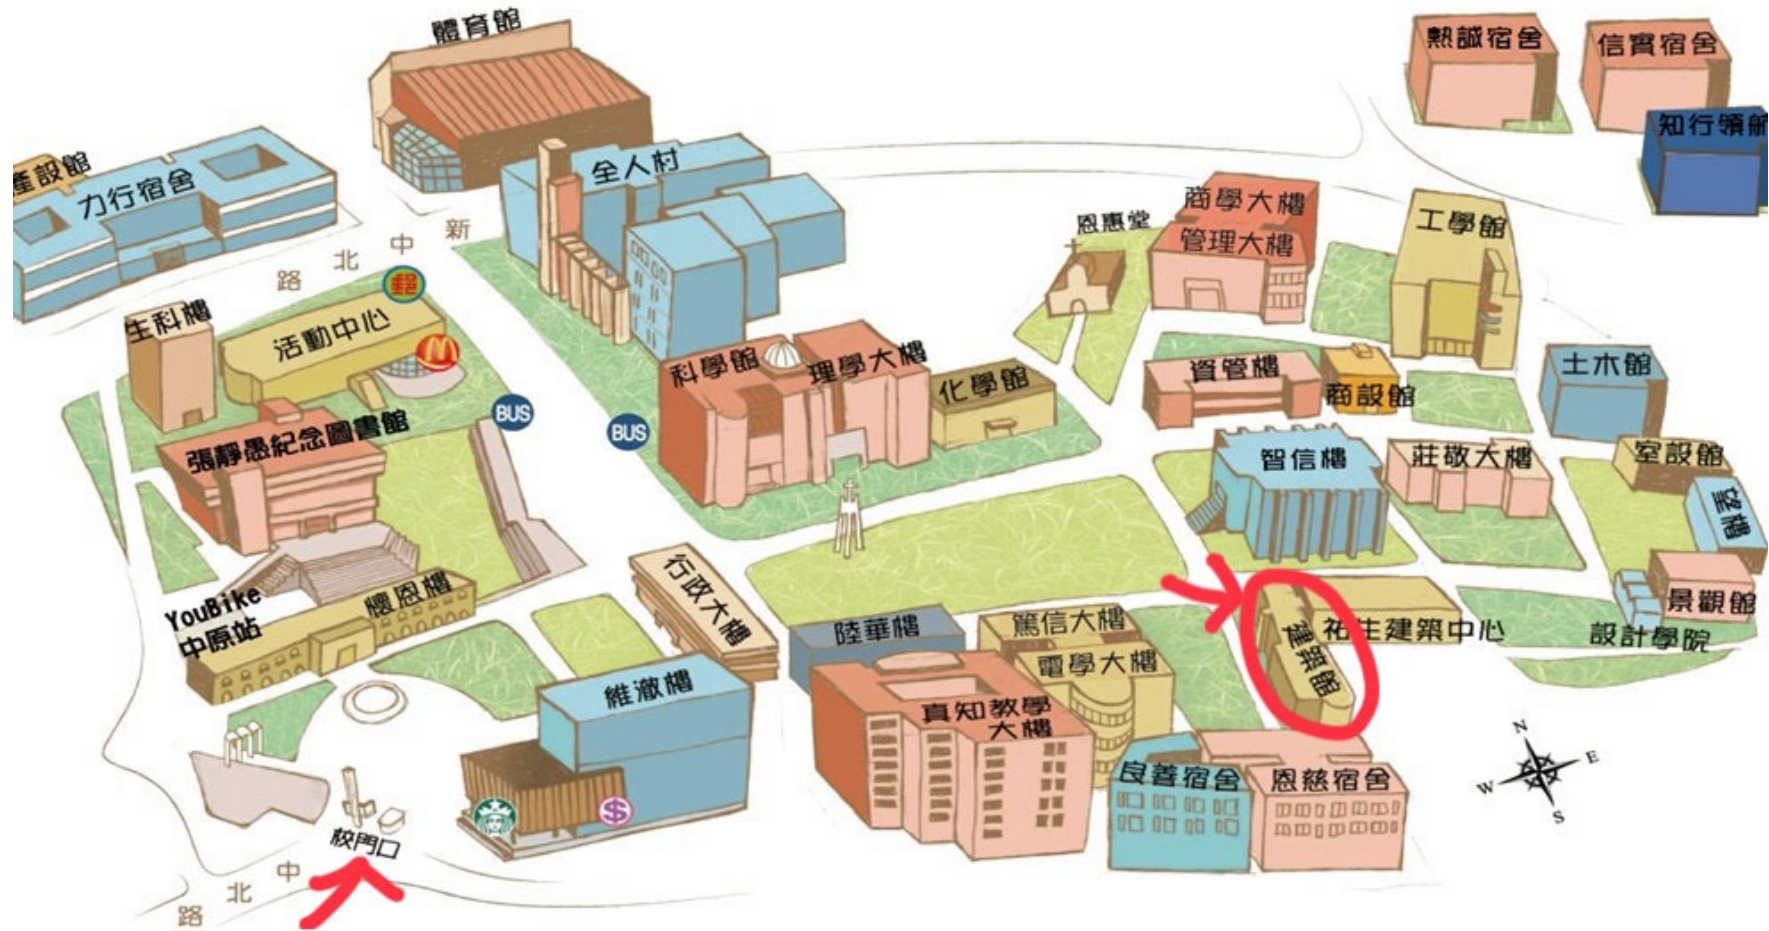 體育館
熱誠宿舍
信實宿舍
知行領航
產設館
力行宿舍
全人村
新
中
北
路
郵
恩惠堂
商學大樓
管理大樓
工學館
生科樓
活動中心
科學館
理學大樓
化學館
資管樓
商設館
土木館
BUS
BUS
張靜愚紀念圖書館
智信樓
莊敬大樓
室設館
望樓
行政大樓
YouBike
中原站
懷恩樓
陸華樓
篤信大樓
電學大樓
建築館
祐生建築中心
景觀館
設計學院
維澈樓
真知教學
大樓
良善宿舍
恩慈宿舍
N
W
E
S
$
校門口
中
北
路